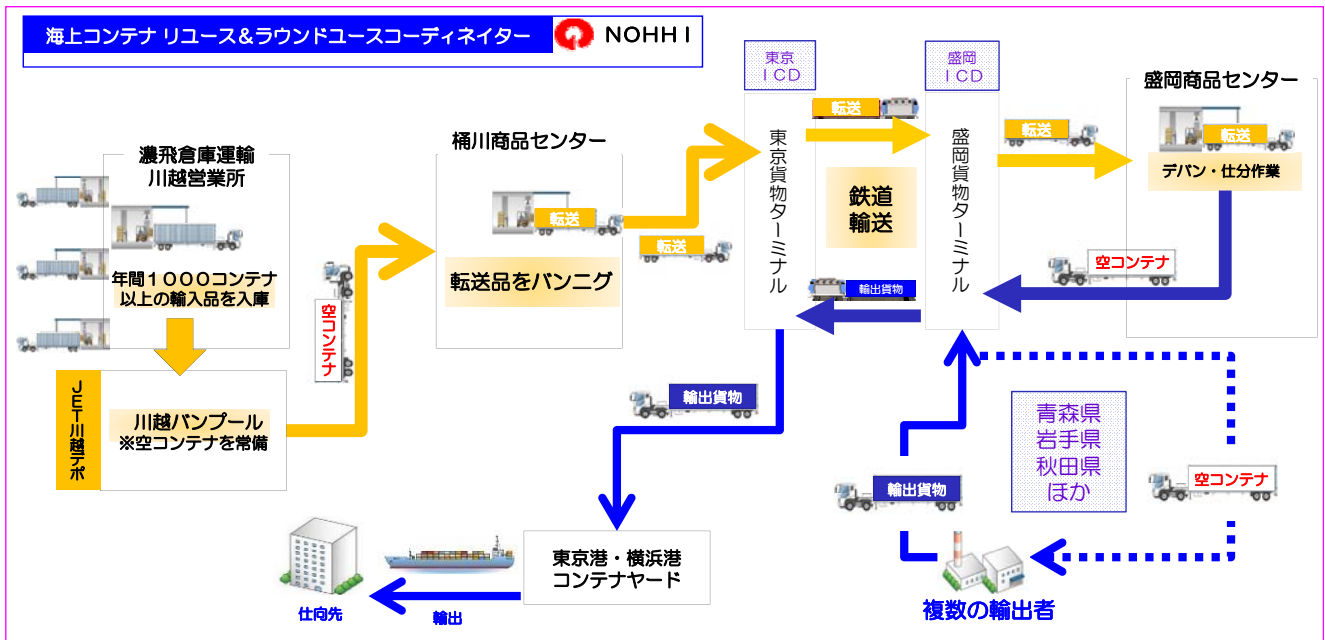 海上コンテナ リユース＆ラウンドユースコーディネイター
NOHHI
濃飛倉庫運輸
川越営業所
年間１０００コンテナ
以上の輸入品を入庫
ＪＥＴ川越デポ
川越バンプール
※空コンテナを常備
空コンテナ
桶川商品センター
転送
転送品をバンニグ
転送
東京
ＩＣＤ
東京貨物ターミナル
転送
鉄道
輸送
輸出貨物
盛岡
ＩＣＤ
盛岡貨物ターミナル
転送
盛岡商品センター
転送
デバン・仕分作業
空コンテナ
輸出貨物
東京港・横浜港
コンテナヤード
輸出
仕向先
輸出貨物
青森県
岩手県
秋田県
ほか
空コンテナ
複数の輸出者